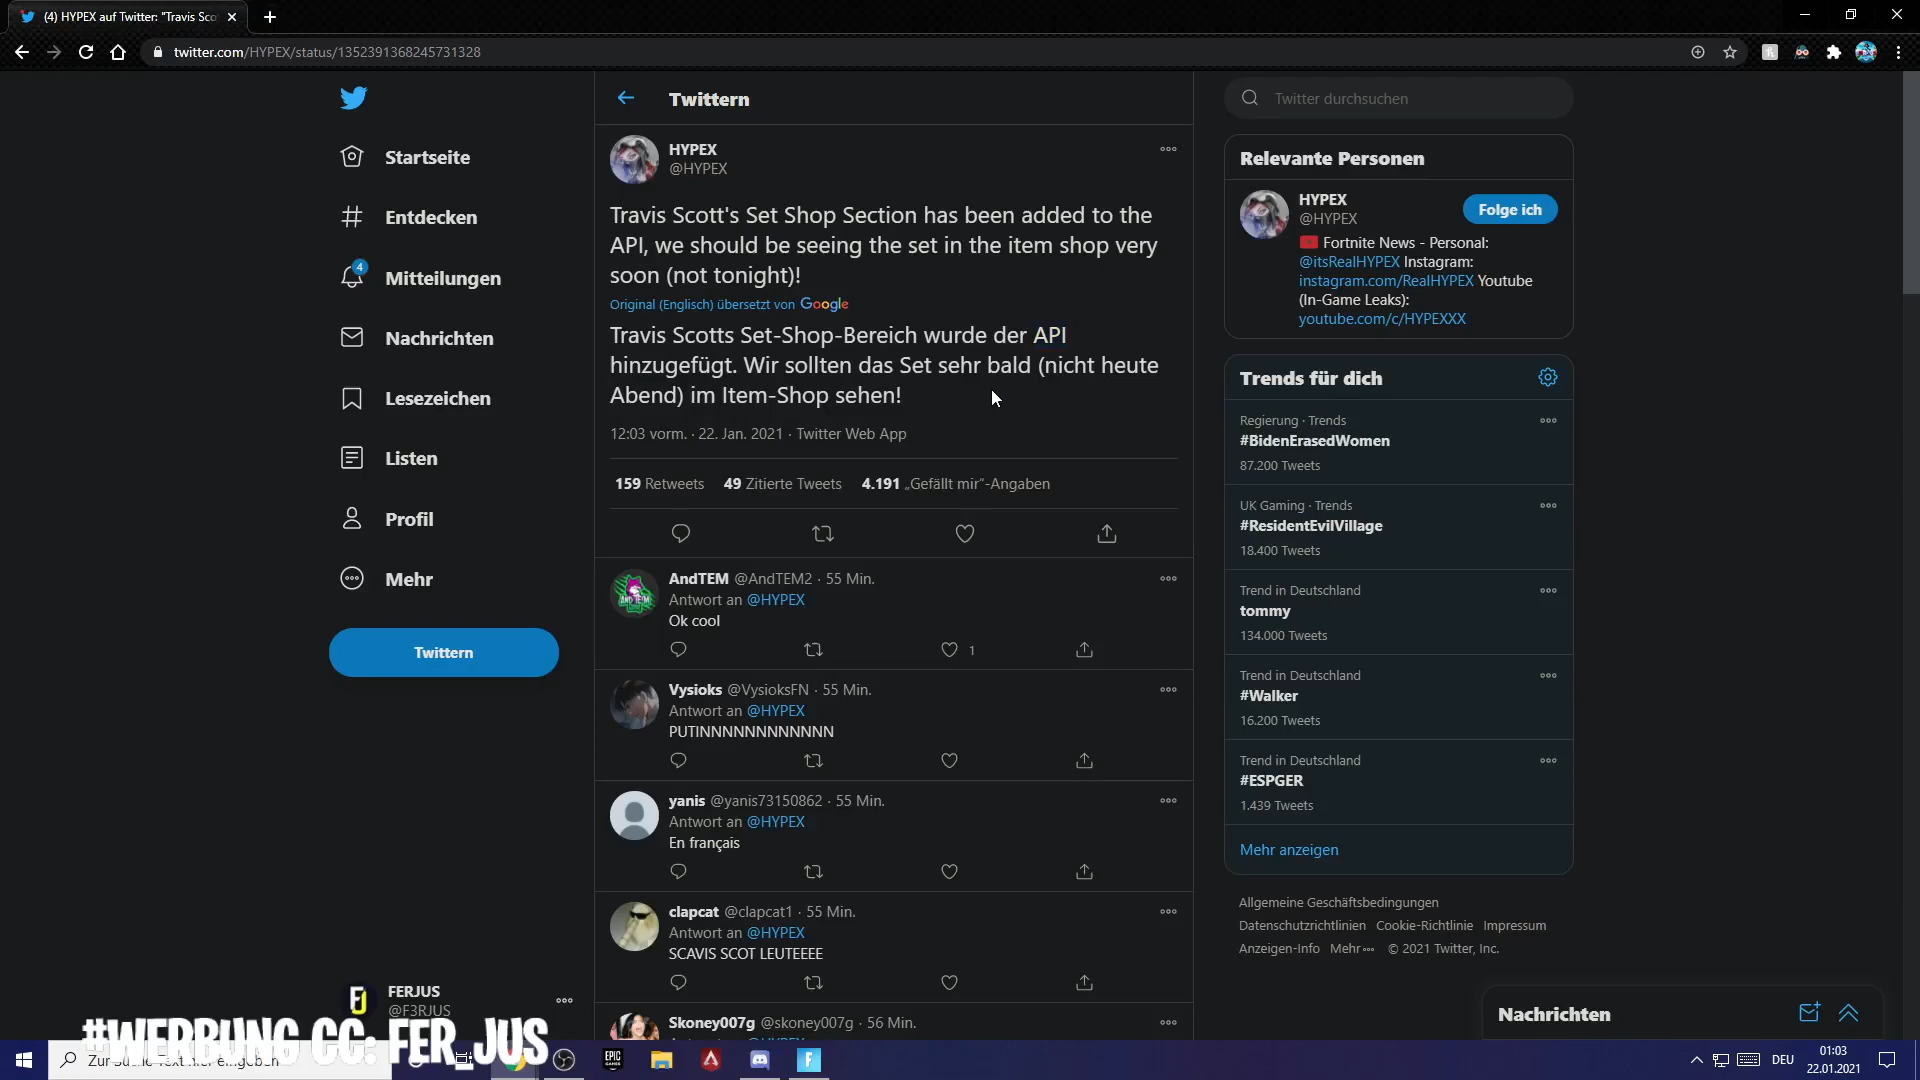 (4) HYPEX auf Twitter: "Travis Sco
twitter.com/HYPEX/status/1352391368245731328
Startseite
Entdecken
4
Mitteilungen
Nachrichten
Lesezeichen
Listen
Profil
Mehr
Twittern
FERJUS
@F3RJUS
Twittern
HYPEX
@HYPEX
Travis Scott's Set Shop Section has been added to the
API, we should be seeing the set in the item shop very
soon (not tonight)!
Original (Englisch) übersetzt von Google
Travis Scotts Set-Shop-Bereich wurde der API
hinzugefügt. Wir sollten das Set sehr bald (nicht heute
Abend) im Item-Shop sehen!
12:03 vorm. · 22. Jan. 2021 · Twitter Web App
159 Retweets 49 Zitierte Tweets 4.191 „Gefällt mir“-Angaben
AndTEM @AndTEM2 · 55 Min.
Antwort an @HYPEX
Ok cool
1
Vysioks @VysioksFN · 55 Min.
Antwort an @HYPEX
PUTINNNNNNNNNNNN
yanis @yanis73150862 · 55 Min.
Antwort an @HYPEX
En français
clapcat @clapcat1 · 55 Min.
Antwort an @HYPEX
SCAVIS SCOT LEUTEEEE
Skoney007g @skoney007g · 56 Min.
Twitter durchsuchen
Relevante Personen
HYPEX
@HYPEX
Folge ich
Fortnite News - Personal:
@itsRealHYPEX Instagram:
instagram.com/RealHYPEX Youtube
(In-Game Leaks):
youtube.com/c/HYPEXXX
Trends für dich
Regierung · Trends
#BidenErasedWomen
87.200 Tweets
UK Gaming · Trends
#ResidentEvilVillage
18.400 Tweets
Trend in Deutschland
tommy
134.000 Tweets
Trend in Deutschland
#Walker
16.200 Tweets
Trend in Deutschland
#ESPGER
1.439 Tweets
Mehr anzeigen
Allgemeine Geschäftsbedingungen
Datenschutzrichtlinien Cookie-Richtlinie Impressum
Anzeigen-Info Mehr ··· © 2021 Twitter, Inc.
Nachrichten
#WERBUNG CC: FER_JUS
EPIC GAMES
DEU
01:03
22.01.2021